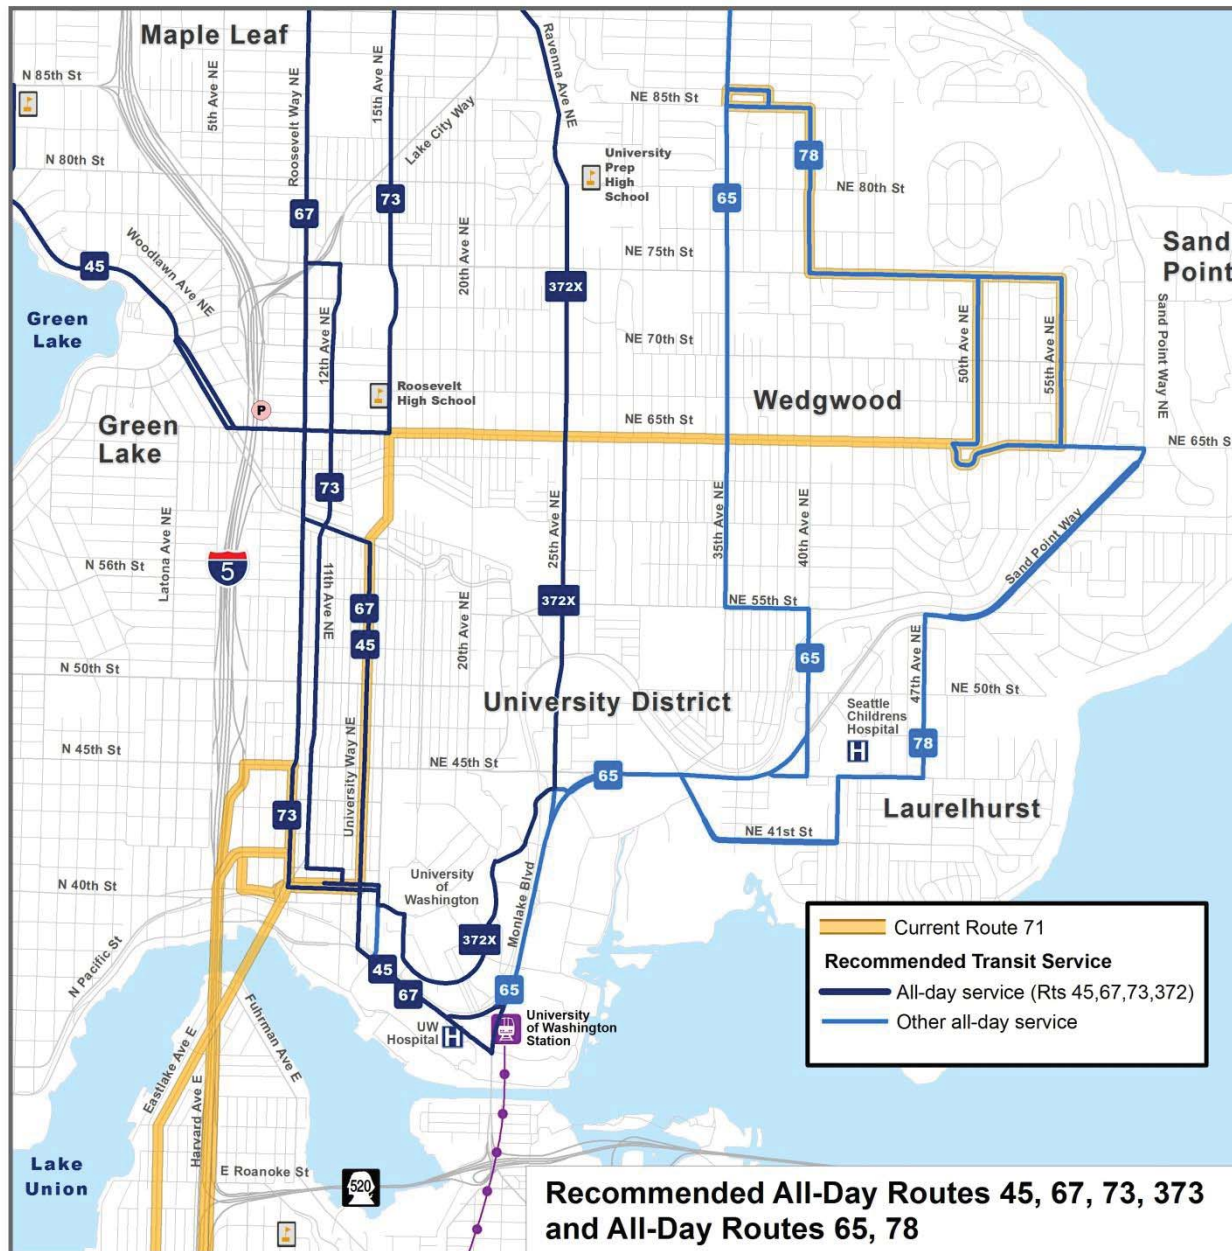 Maple Leaf
N 85th St
5th Ave NE
Roosevelt Way NE
15th Ave NE
Lake City Way
Ravenna Ave NE
NE 85th St
N 80th St
University
Prep
High
School
78
NE 80th St
67
73
65
20th Ave NE
NE 75th St
Sand
Point
45
Woodlawn Ave NE
372X
Green
Lake
12th Ave NE
NE 70th St
50th Ave NE
55th Ave NE
Sand Point Way NE
P
Roosevelt
High School
Wedgwood
Green
Lake
NE 65th St
NE 65th S
73
Latona Ave NE
25th Ave NE
35th Ave NE
40th Ave NE
Sand Point Way
5
N 56th St
11th Ave NE
67
372X
NE 55th St
45
20th Ave NE
65
47th Ave NE
N 50th St
University District
NE 50th St
Seattle
Childrens
Hospital
H
78
N 45th St
University Way NE
NE 45th St
65
73
Laurelhurst
NE 41st St
N 40th St
University
of
Washington
Monlake Blvd
372X
N Pacific St
45
67
65
Fuhrman Ave E
UW
Hospital
H
University
of Washington
Station
Eastlake Ave E
Harvard Ave E
Lake
Union
E Roanoke St
520
Current Route 71
Recommended Transit Service
All-day service (Rts 45,67,73,372)
Other all-day service
Recommended All-Day Routes 45, 67, 73, 373
and All-Day Routes 65, 78